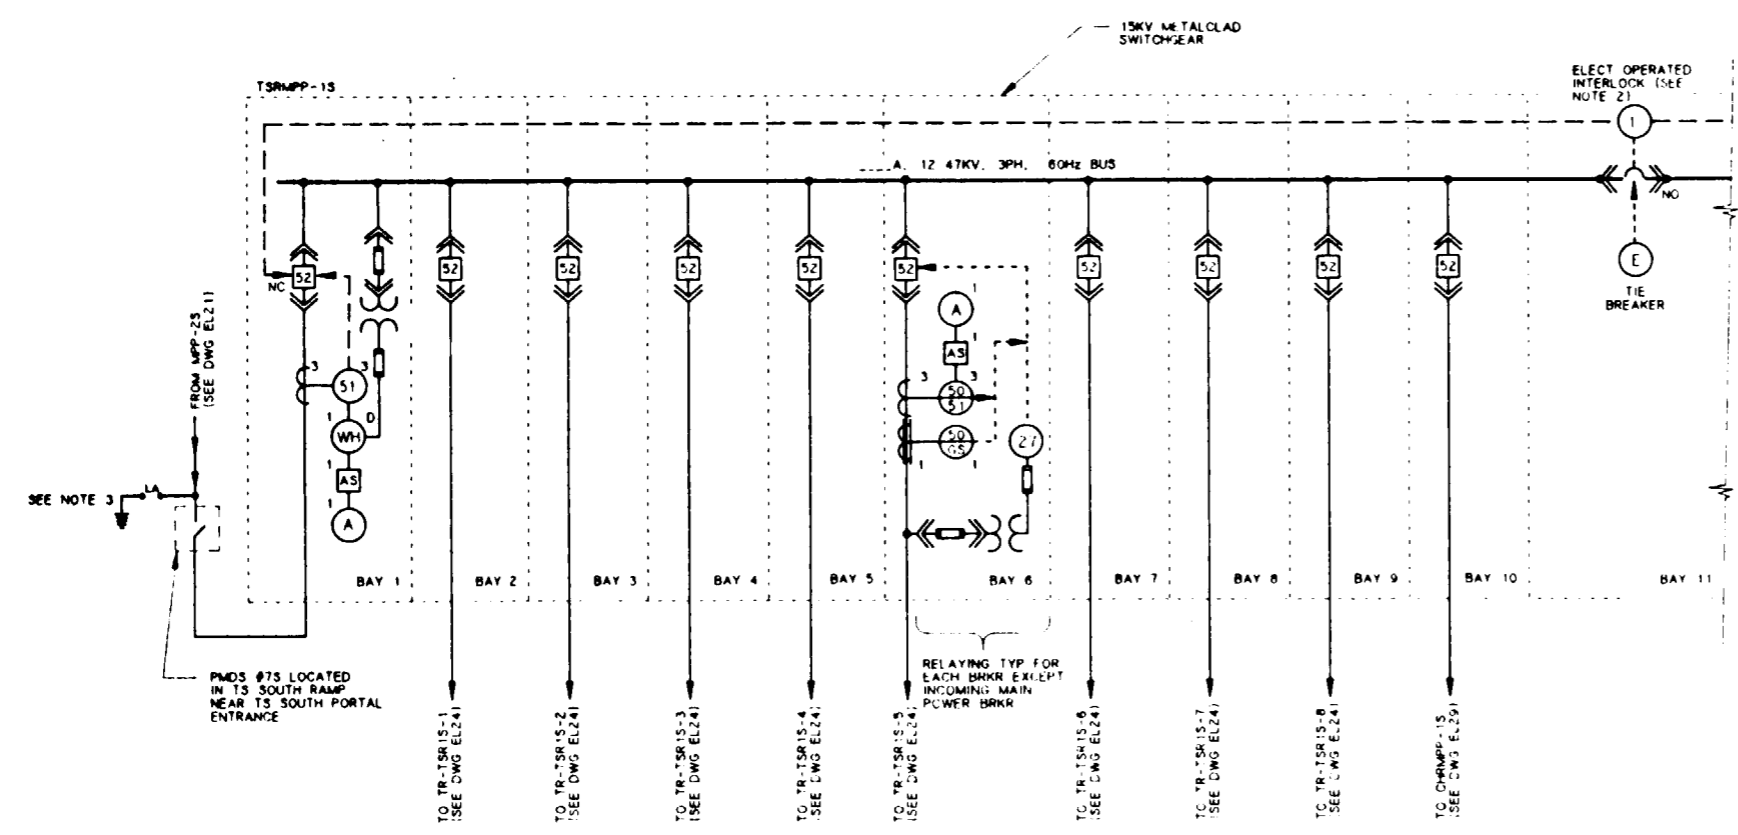 15KV METALCLAD
SWITCHGEAR
ELECT OPERATED
INTERLOCK (SEE
NOTE 2)
TSRMPP-1S
1
A, 12 47KV, 3PH, 60Hz BUS
NO
NC
52
52
52
52
52
52
52
52
52
52
E
TIE
BREAKER
FROM MPP-2S
(SEE DWG EL21)
3
51
3
1
WH
D
1
AS
1
A
1
A
1
AS
3
3
50
51
50
GS
1
1
27
SEE NOTE 3
LA
BAY 1
BAY 2
BAY 3
BAY 4
BAY 5
BAY 6
BAY 7
BAY 8
BAY 9
BAY 10
BAY 11
PMDS #7S LOCATED
IN TS SOUTH RAMP
NEAR TS SOUTH PORTAL
ENTRANCE
RELAYING TYP FOR
EACH BRKR EXCEPT
INCOMING MAIN
POWER BRKR
TO TR-TSR1S-1
(SEE DWG EL24)
TO TR-TSR1S-2
(SEE DWG EL24)
TO TR-TSR1S-3
(SEE DWG EL24)
TO TR-TSR1S-4
(SEE DWG EL24)
TO TR-TSR1S-5
(SEE DWG EL24)
TO TR-TSR1S-6
(SEE DWG EL24)
TO TR-TSR1S-7
(SEE DWG EL24)
TO TR-TSR1S-8
(SEE DWG EL24)
TO CHRMPP-1S
(SEE DWG EL29)